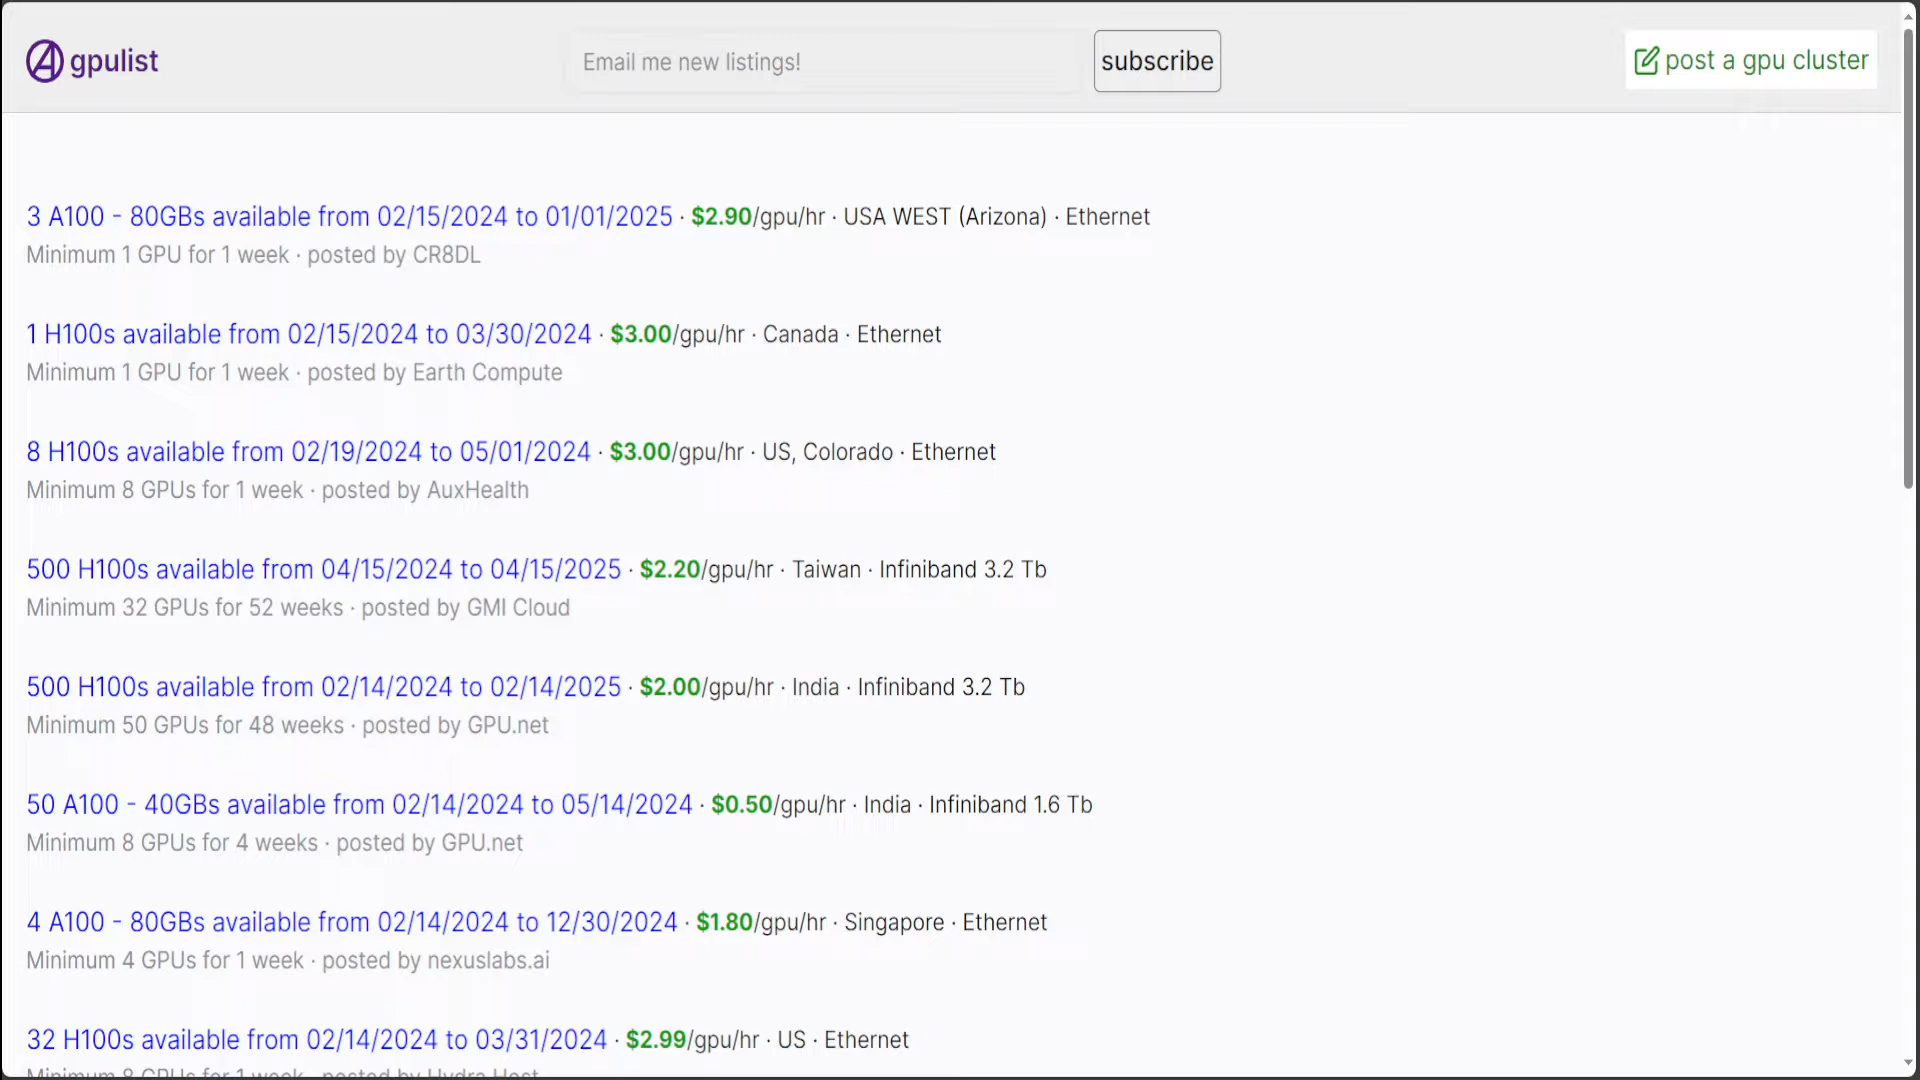 gpulist
Email me new listings!
subscribe
post a gpu cluster
3 A100 - 80GBs available from 02/15/2024 to 01/01/2025 · $2.90/gpu/hr · USA WEST (Arizona) · Ethernet
Minimum 1 GPU for 1 week · posted by CR8DL
1 H100s available from 02/15/2024 to 03/30/2024 · $3.00/gpu/hr · Canada · Ethernet
Minimum 1 GPU for 1 week · posted by Earth Compute
8 H100s available from 02/19/2024 to 05/01/2024 · $3.00/gpu/hr · US, Colorado · Ethernet
Minimum 8 GPUs for 1 week · posted by AuxHealth
500 H100s available from 04/15/2024 to 04/15/2025 · $2.20/gpu/hr · Taiwan · Infiniband 3.2 Tb
Minimum 32 GPUs for 52 weeks · posted by GMI Cloud
500 H100s available from 02/14/2024 to 02/14/2025 · $2.00/gpu/hr · India · Infiniband 3.2 Tb
Minimum 50 GPUs for 48 weeks · posted by GPU.net
50 A100 - 40GBs available from 02/14/2024 to 05/14/2024 · $0.50/gpu/hr · India · Infiniband 1.6 Tb
Minimum 8 GPUs for 4 weeks · posted by GPU.net
4 A100 - 80GBs available from 02/14/2024 to 12/30/2024 · $1.80/gpu/hr · Singapore · Ethernet
Minimum 4 GPUs for 1 week · posted by nexuslabs.ai
32 H100s available from 02/14/2024 to 03/31/2024 · $2.99/gpu/hr · US · Ethernet
Minimum 8 GPUs for 1 week · posted by Hydra Host